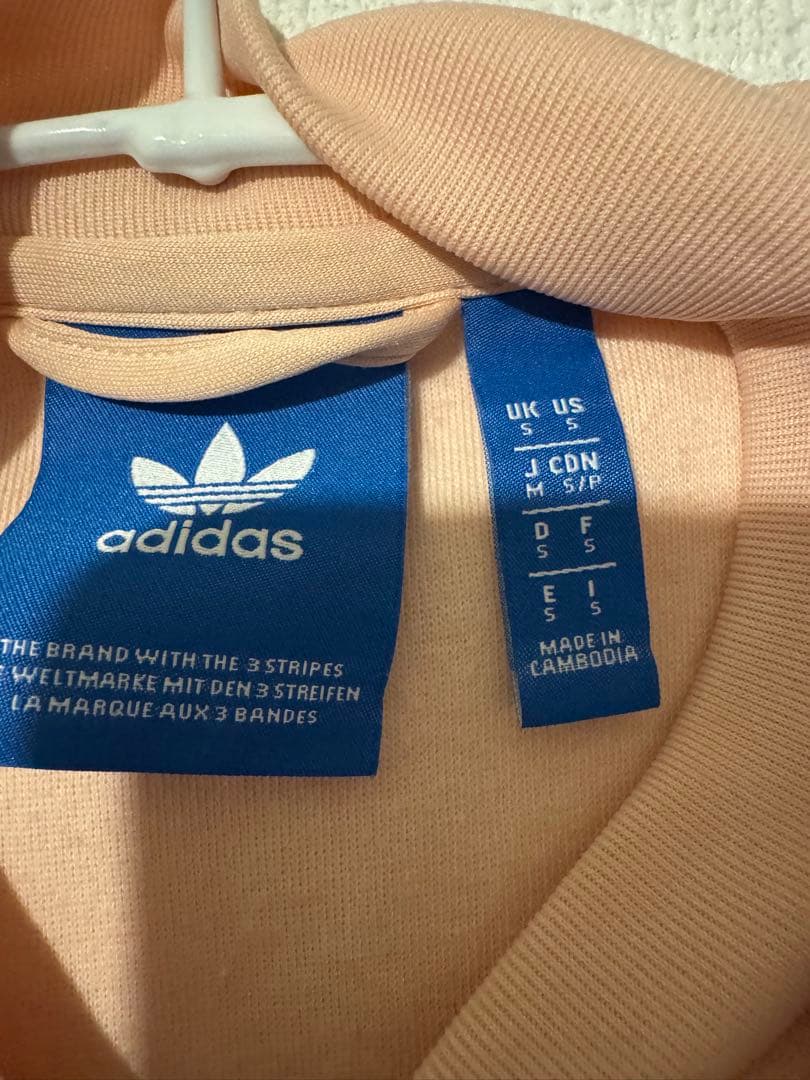 adidas
THE BRAND WITH THE 3 STRIPES
WELTMARKE MIT DEN 3 STREIFEN
LA MARQUE AUX 3 BANDES
UK US
S S
J CDN
M S/P
D F
S S
E I
S S
MADE IN
CAMBODIA